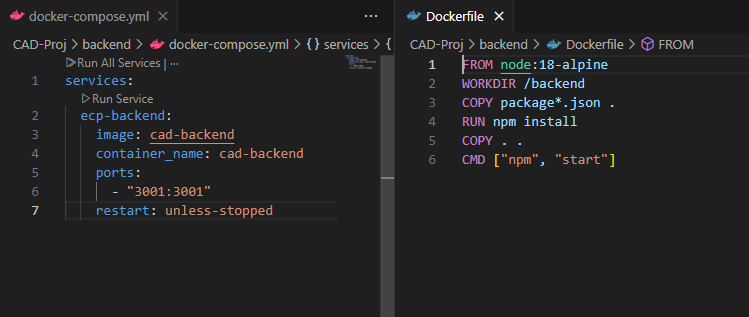 docker-compose.yml
CAD-Proj > backend > docker-compose.yml > {} services > {
Run All Services | ...
1 services:
Run Service
2 ecp-backend:
3 image: cad-backend
4 container_name: cad-backend
5 ports:
6 - "3001:3001"
7 restart: unless-stopped
Dockerfile
CAD-Proj > backend > Dockerfile > FROM
1 FROM node:18-alpine
2 WORKDIR /backend
3 COPY package*.json .
4 RUN npm install
5 COPY . .
6 CMD ["npm", "start"]